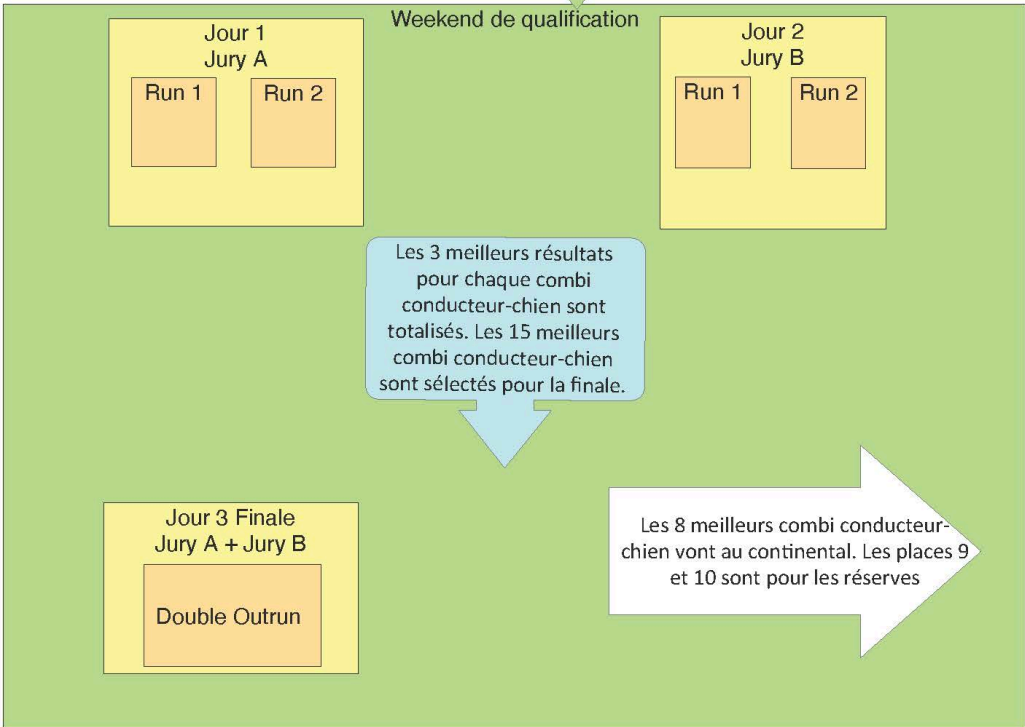 Weekend de qualification
Jour 1
Jury A
Run 1
Run 2
Jour 2
Jury B
Run 1
Run 2
Les 3 meilleurs résultats
pour chaque combi
conducteur-chien sont
totalisés. Les 15 meilleurs
combi conducteur-chien
sont sélectés pour la finale.
Jour 3 Finale
Jury A + Jury B
Double Outrun
Les 8 meilleurs combi conducteur-
chien vont au continental. Les places 9
et 10 sont pour les réserves